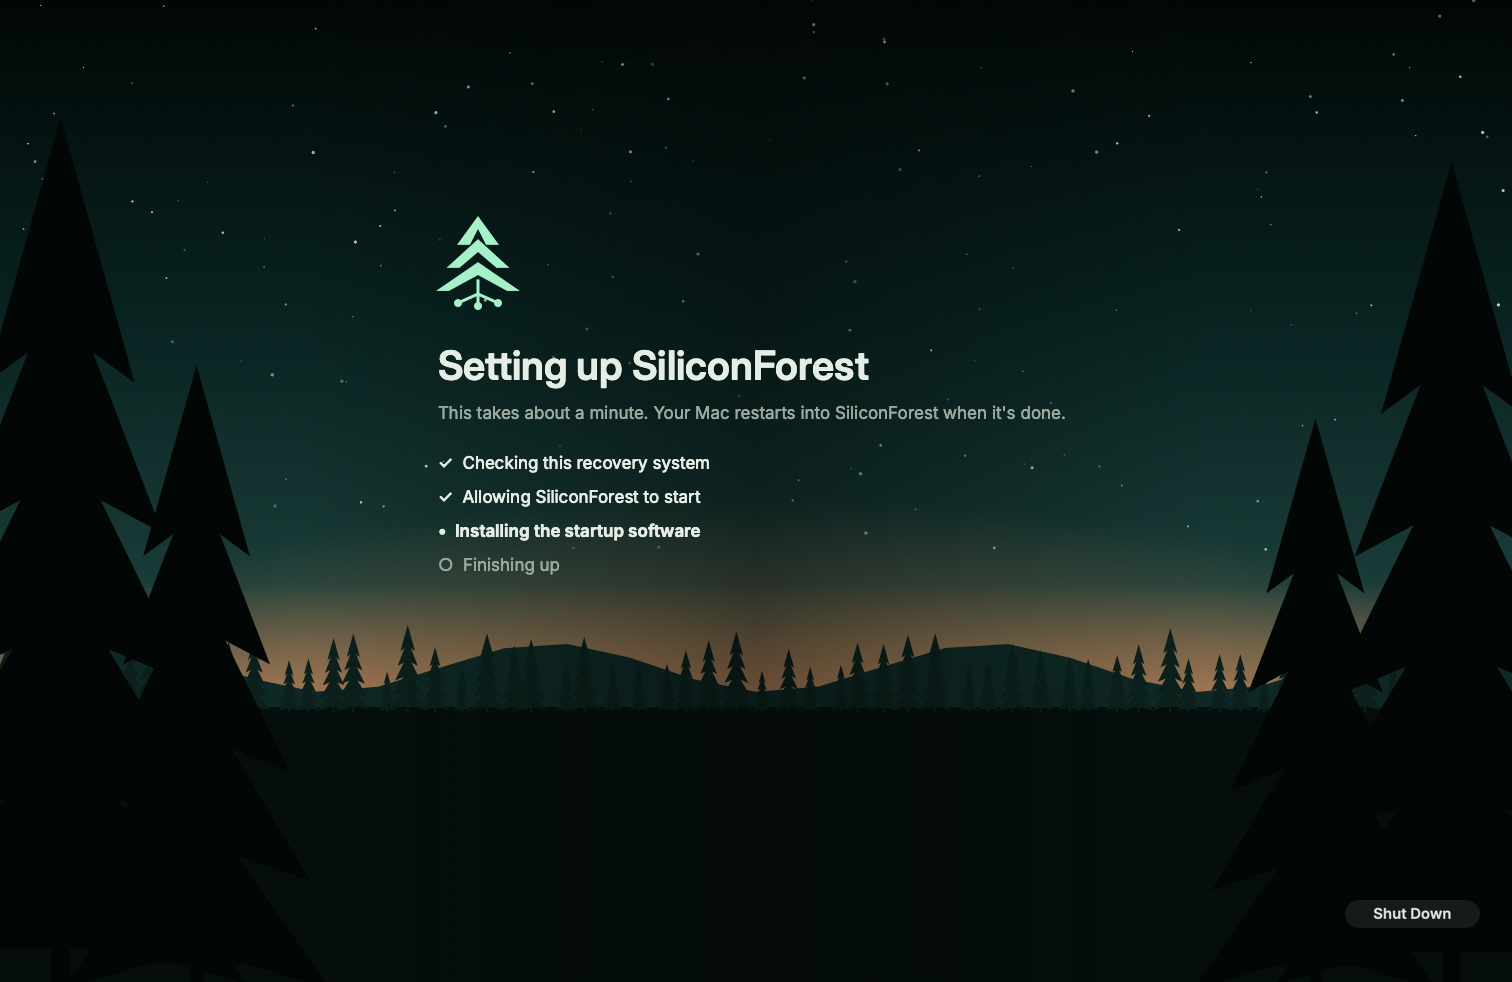 Setting up SiliconForest
This takes about a minute. Your Mac restarts into SiliconForest when it's done.
Checking this recovery system
Allowing SiliconForest to start
Installing the startup software
Finishing up
Shut Down